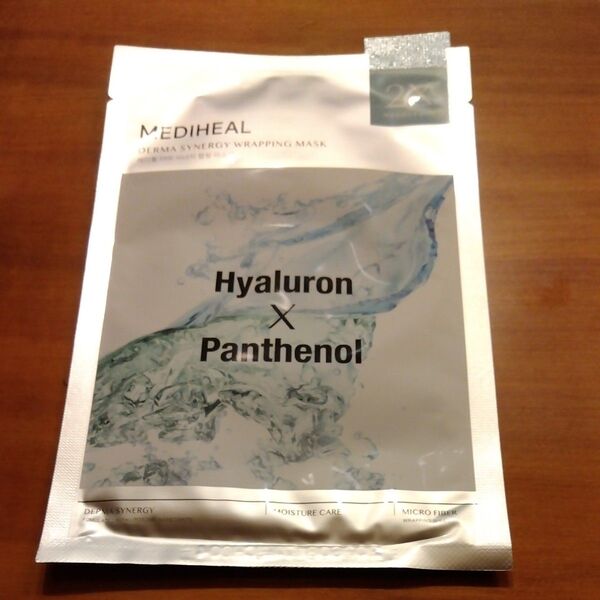 MEDIHEAL
DERMA SYNERGY WRAPPING MASK
Hyaluron
X
Panthenol
DERMA SYNERGY
MOISTURE CARE
MICRO FIBER